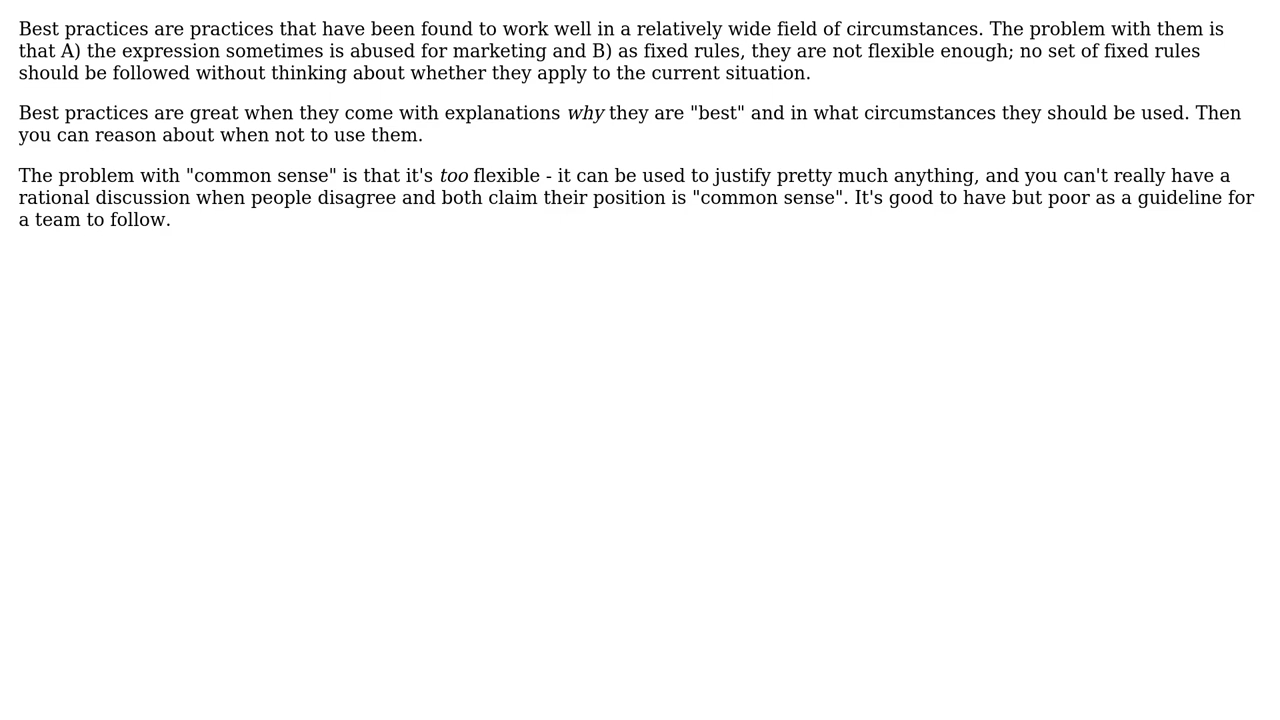 Best practices are practices that have been found to work well in a relatively wide field of circumstances. The problem with them is
that A) the expression sometimes is abused for marketing and B) as fixed rules, they are not flexible enough; no set of fixed rules
should be followed without thinking about whether they apply to the current situation.
Best practices are great when they come with explanations why they are "best" and in what circumstances they should be used. Then
you can reason about when not to use them.
The problem with "common sense" is that it's too flexible - it can be used to justify pretty much anything, and you can't really have a
rational discussion when people disagree and both claim their position is "common sense". It's good to have but poor as a guideline for
a team to follow.